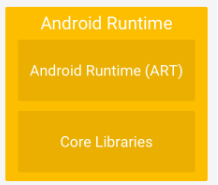 Android Runtime
Android Runtime (ART)
Core Libraries